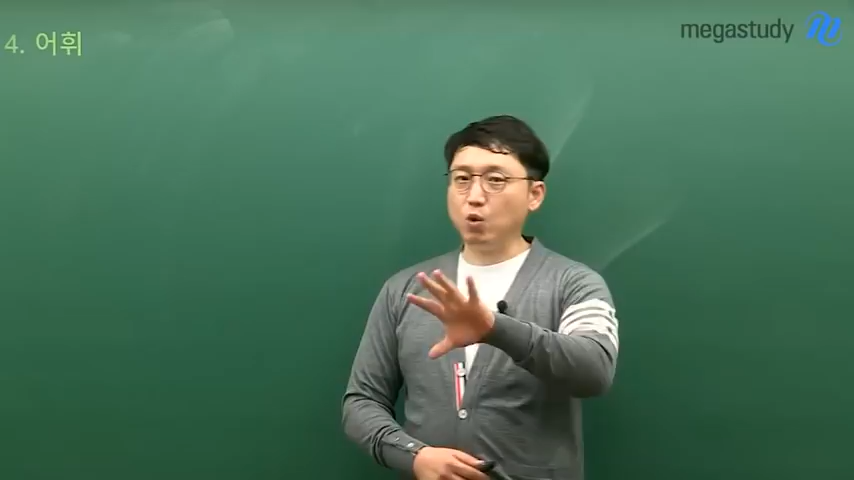 4. 어휘
megastudy